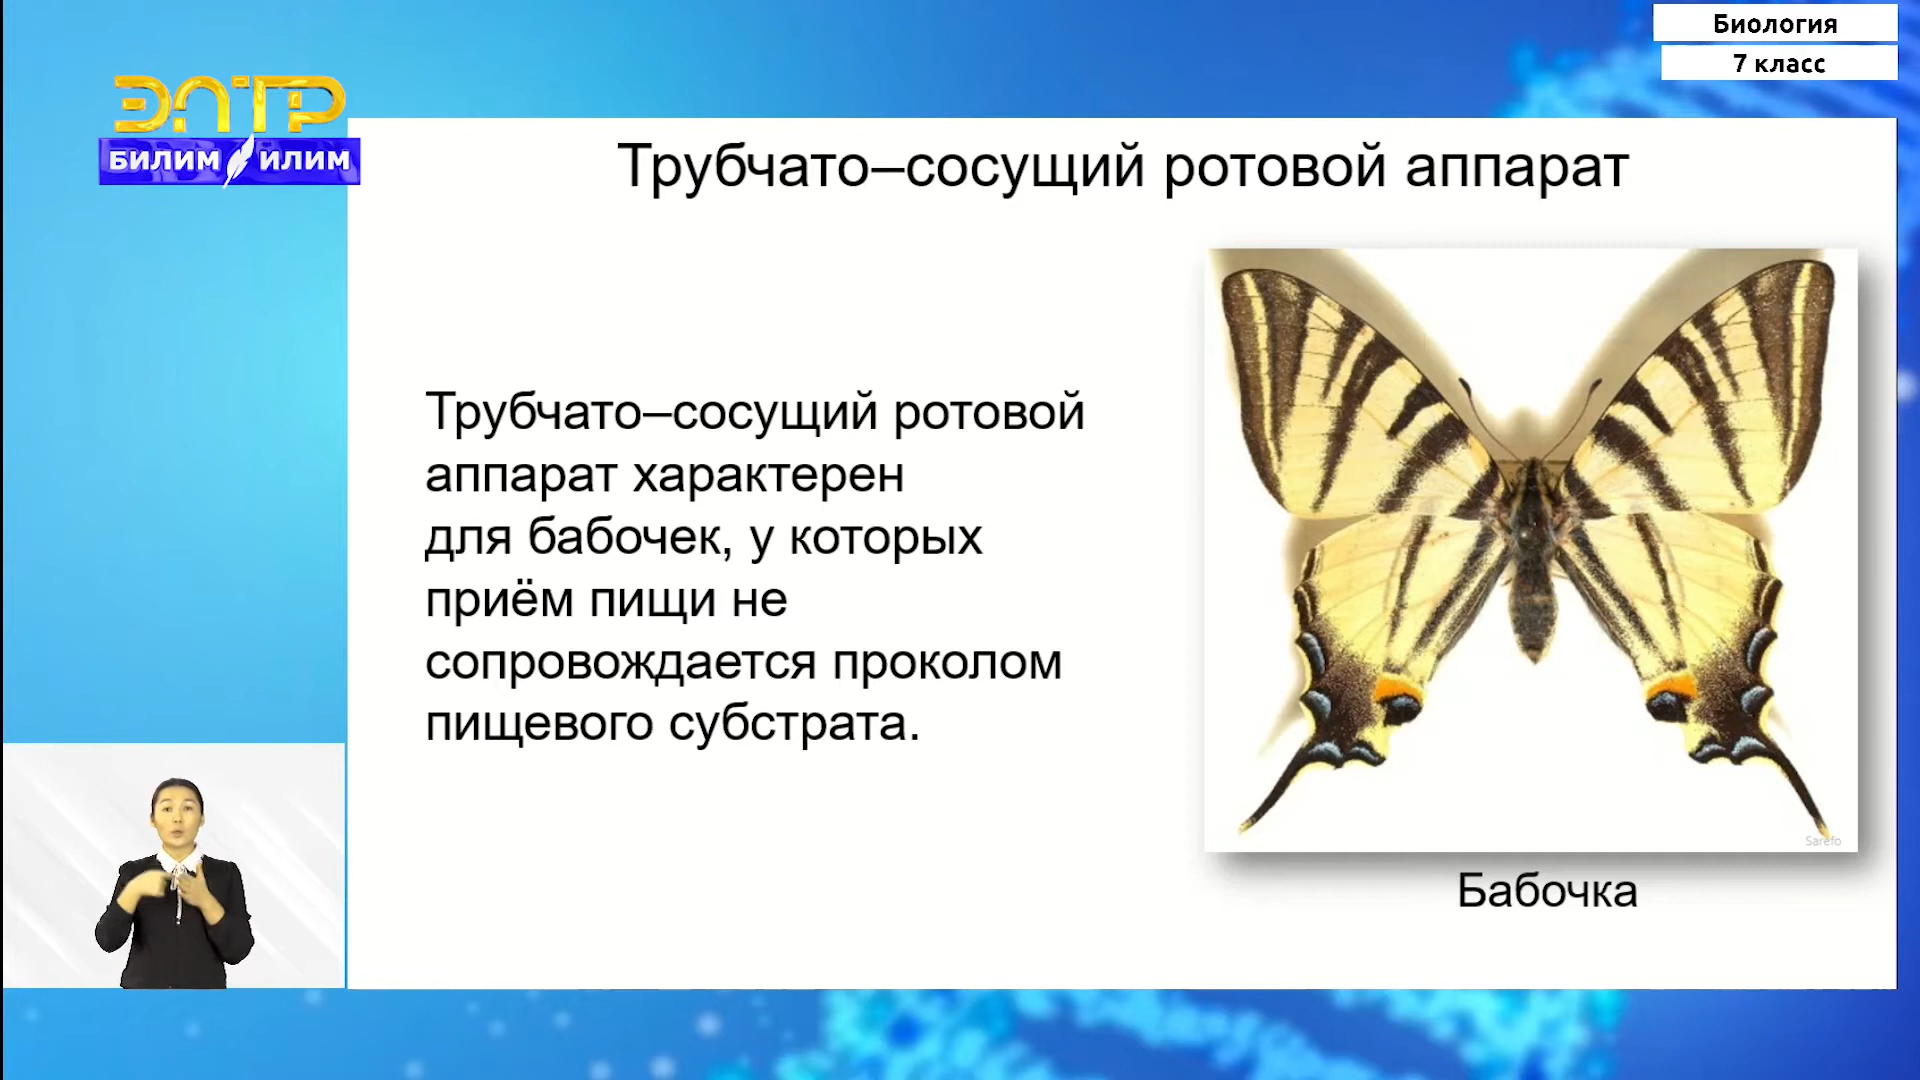 Биология
7 класс
ЭЛТР
БИЛИМ ИЛИМ
Трубчато–сосущий ротовой аппарат
Трубчато–сосущий ротовой
аппарат характерен
для бабочек, у которых
приём пищи не
сопровождается проколом
пищевого субстрата.
Sarefo
Бабочка